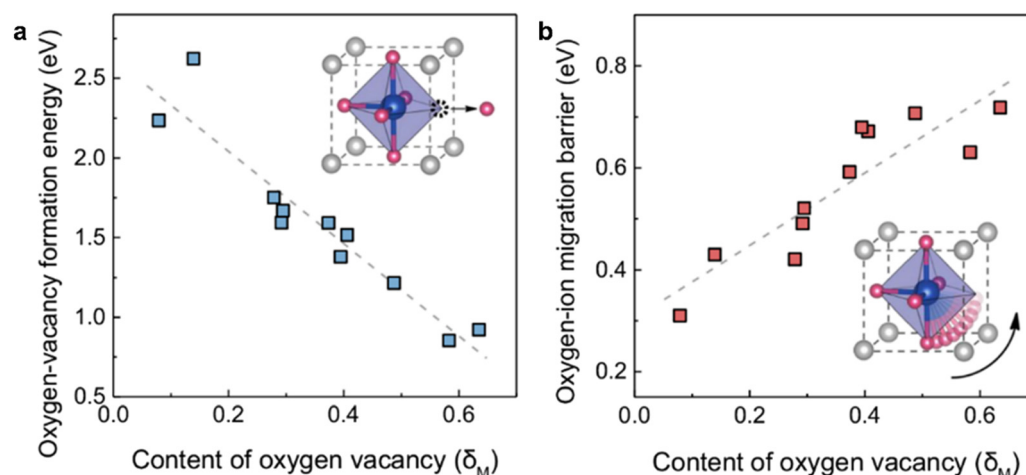 a
Oxygen-vacancy formation energy (eV)
2.5
2.0
1.5
1.0
0.5
0.0
0.2
0.4
0.6
Content of oxygen vacancy (δM)
b
Oxygen-ion migration barrier (eV)
0.8
0.6
0.4
0.2
0.0
0.2
0.4
0.6
Content of oxygen vacancy (δM)